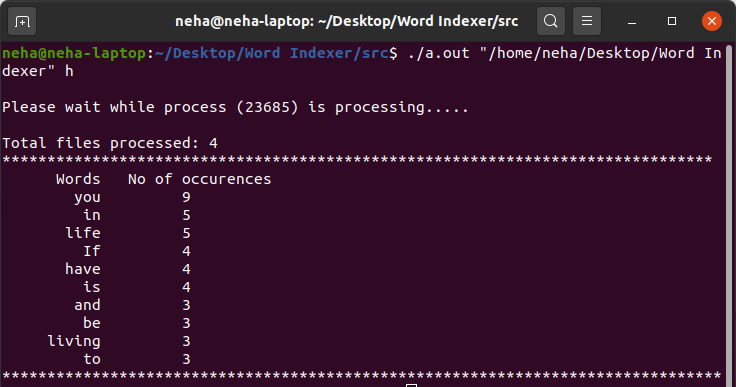 neha@neha-laptop: ~/Desktop/Word Indexer/src
neha@neha-laptop:~/Desktop/Word Indexer/src$ ./a.out "/home/neha/Desktop/Word In
dexer" h
Please wait while process (23685) is processing.....
Total files processed: 4
*******************************************************************************
Words No of occurences
you 9
in 5
life 5
If 4
have 4
is 4
and 3
be 3
living 3
to 3
********************************************************************************